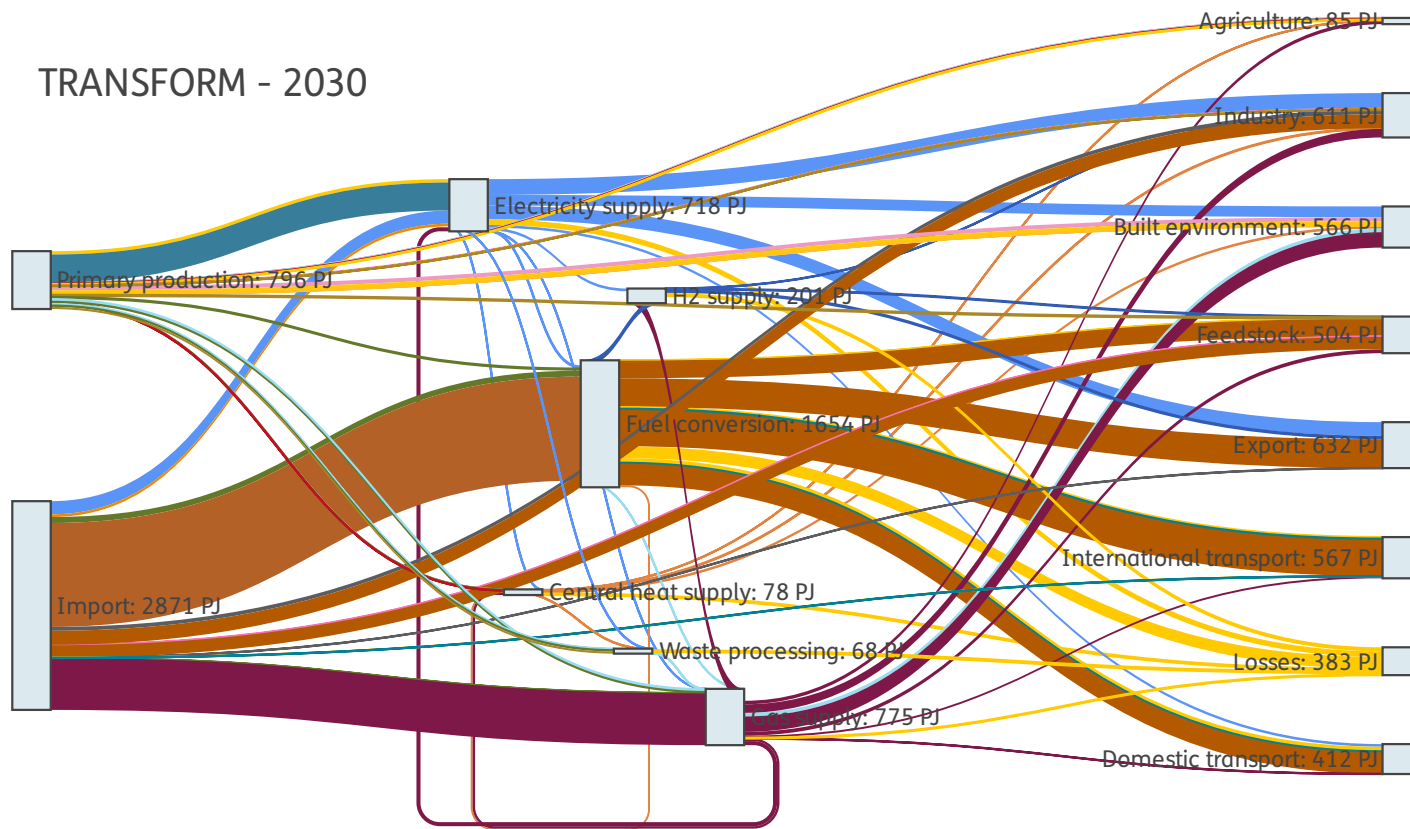 Agriculture: 85 PJ
TRANSFORM - 2030
Industry: 611 PJ
Electricity supply: 718 PJ
Built environment: 566 PJ
Primary production: 796 PJ
H2 supply: 201 PJ
Feedstock: 504 PJ
Fuel conversion: 1654 PJ
Export: 632 PJ
International transport: 567 PJ
Import: 2871 PJ
Central heat supply: 78 PJ
Waste processing: 68 PJ
Losses: 383 PJ
Gas supply: 775 PJ
Domestic transport: 412 PJ